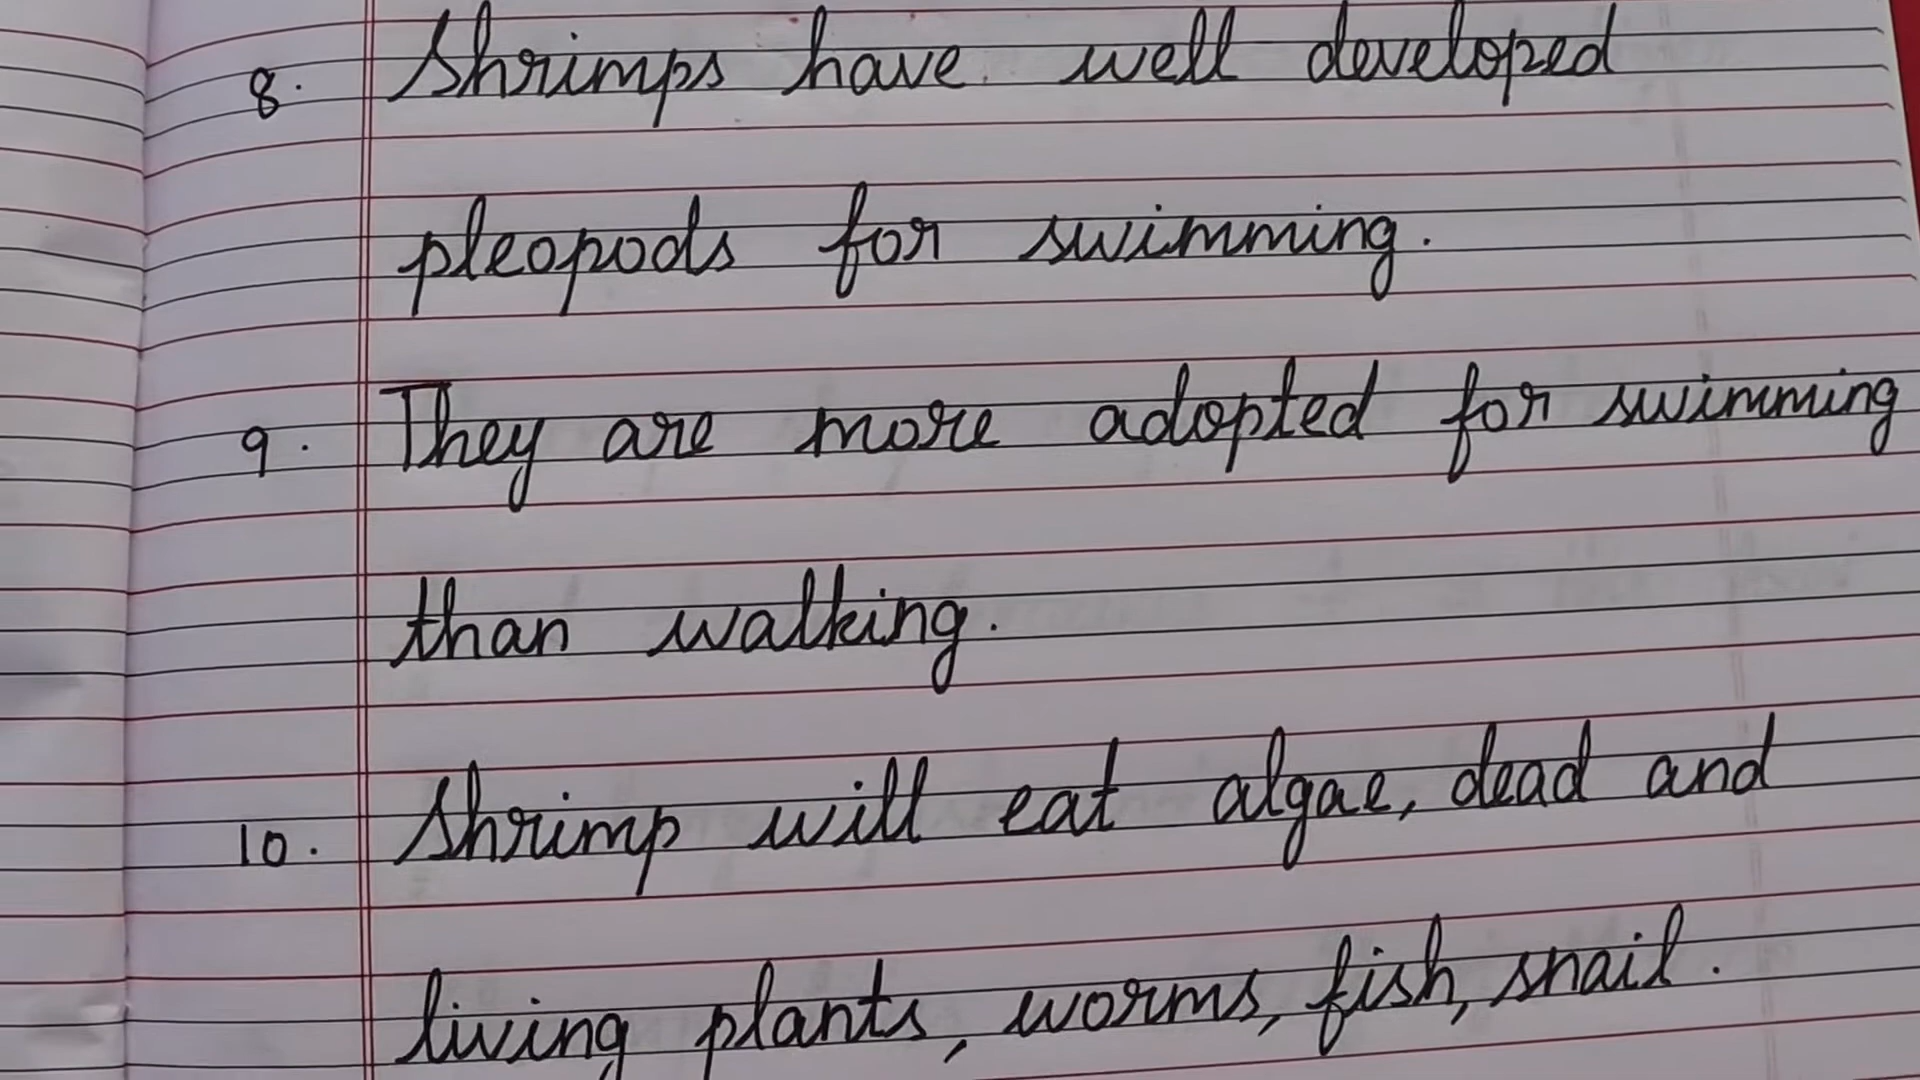 8. Shrimps have well developed
pleopods for swimming.
9. They are more adopted for swimming
than walking.
10. Shrimp will eat algae, dead and
living plants, worms, fish, snail.